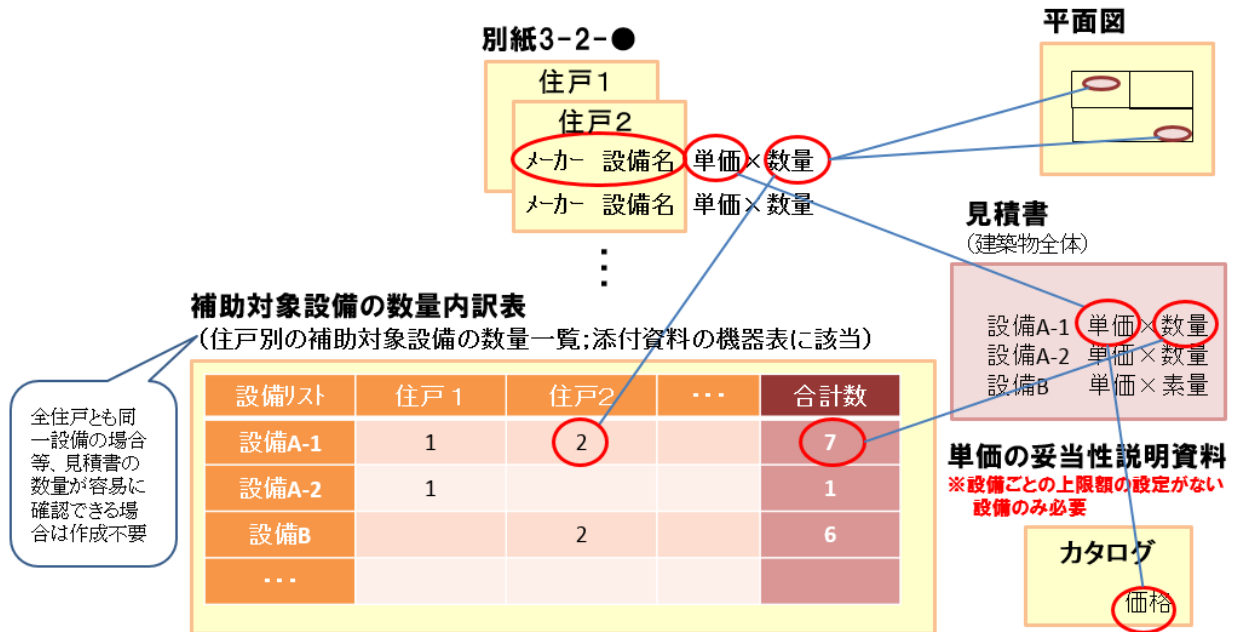 別紙3-2-●
住戸1
住戸2
メーカー 設備名 単価×数量
メーカー 設備名 単価×数量
⋮
平面図
見積書
(建築物全体)
設備A-1 単価×数量
設備A-2 単価×数量
設備B 単価×素量
補助対象設備の数量内訳表
(住戸別の補助対象設備の数量一覧;添付資料の機器表に該当)
全住戸とも同
一設備の場合
等、見積書の
数量が容易に
確認できる場
合は作成不要
設備リスト 住戸1 住戸2 ・・・ 合計数
設備A-1 1 2 7
設備A-2 1 1
設備B 2 6
・・・
単価の妥当性説明資料
※設備ごとの上限額の設定がない
設備のみ必要
カタログ
価格